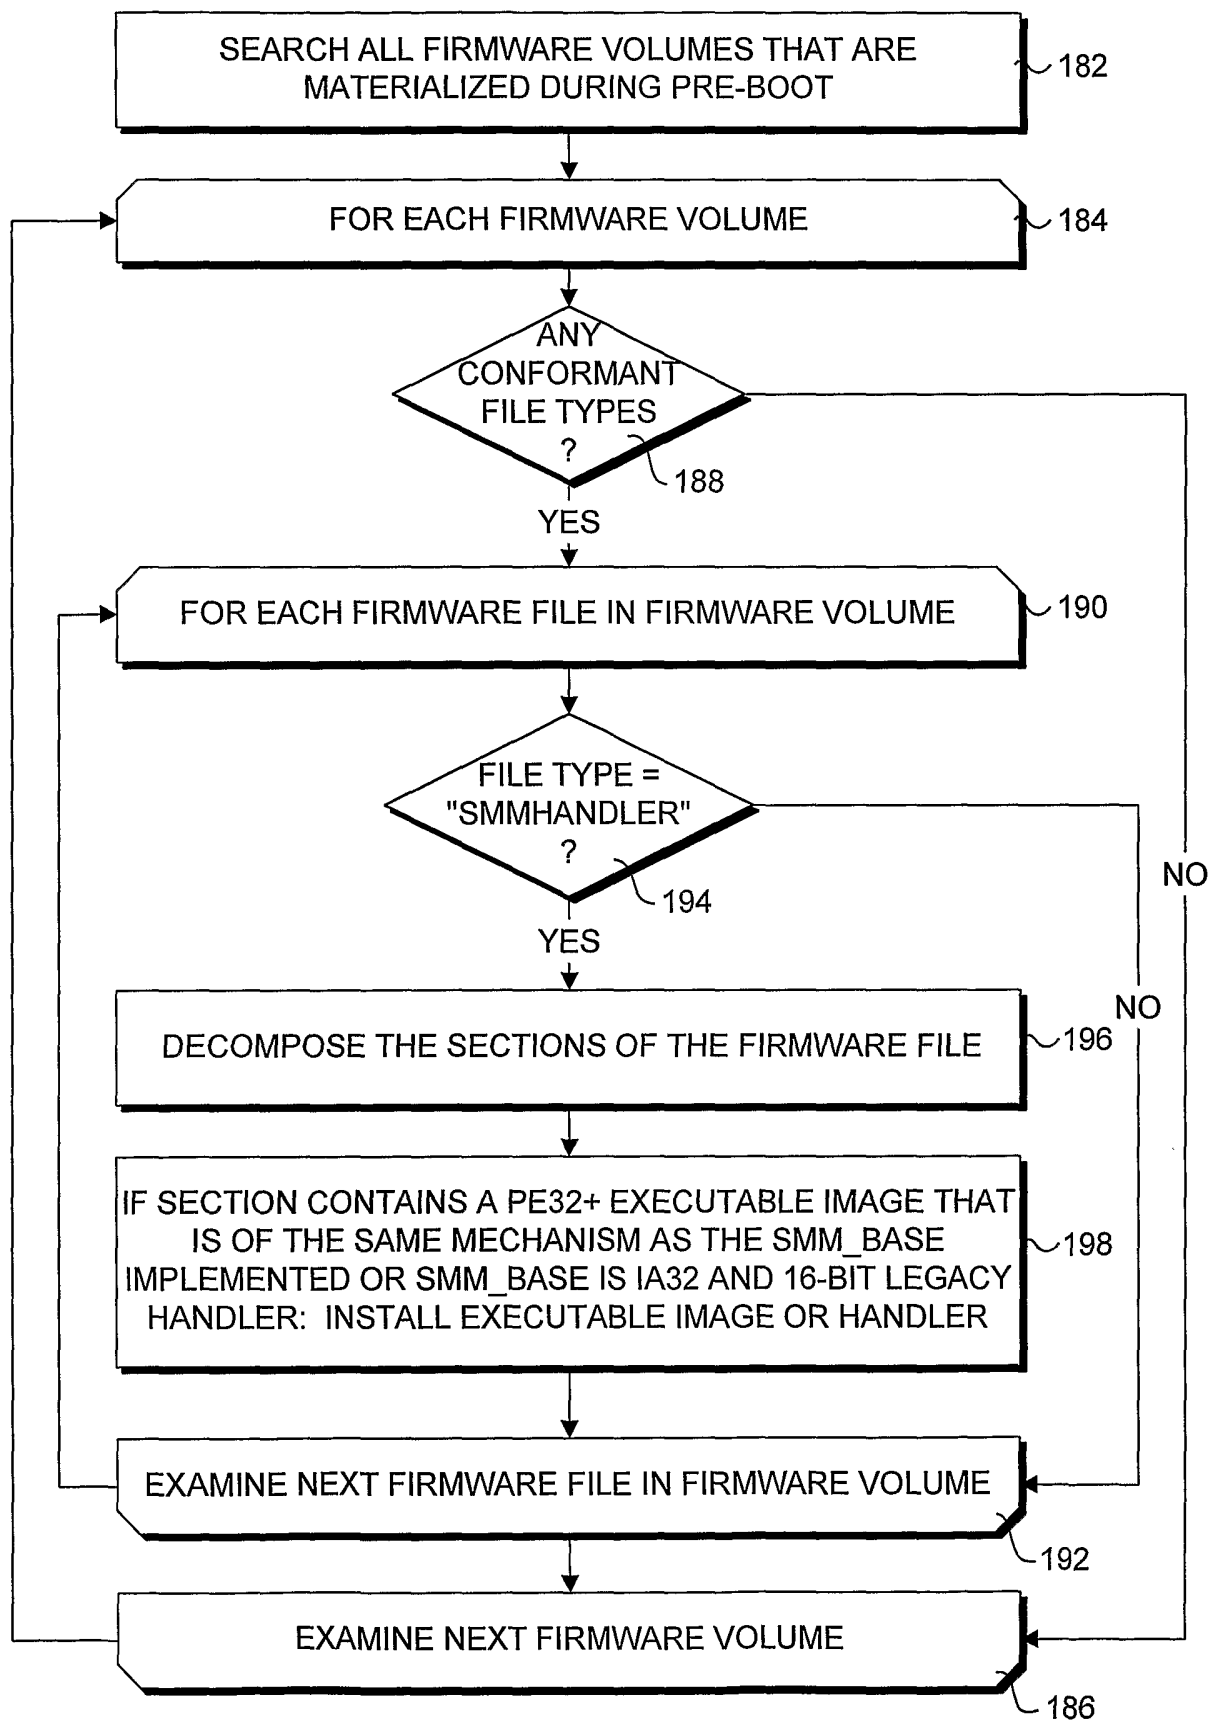 SEARCH ALL FIRMWARE VOLUMES THAT ARE
MATERIALIZED DURING PRE-BOOT
182
FOR EACH FIRMWARE VOLUME
184
ANY
CONFORMANT
FILE TYPES
?
188
YES
FOR EACH FIRMWARE FILE IN FIRMWARE VOLUME
190
FILE TYPE =
"SMMHANDLER"
?
194
NO
YES
NO
DECOMPOSE THE SECTIONS OF THE FIRMWARE FILE
196
IF SECTION CONTAINS A PE32+ EXECUTABLE IMAGE THAT
IS OF THE SAME MECHANISM AS THE SMM_BASE
IMPLEMENTED OR SMM_BASE IS IA32 AND 16-BIT LEGACY
HANDLER: INSTALL EXECUTABLE IMAGE OR HANDLER
198
EXAMINE NEXT FIRMWARE FILE IN FIRMWARE VOLUME
192
EXAMINE NEXT FIRMWARE VOLUME
186